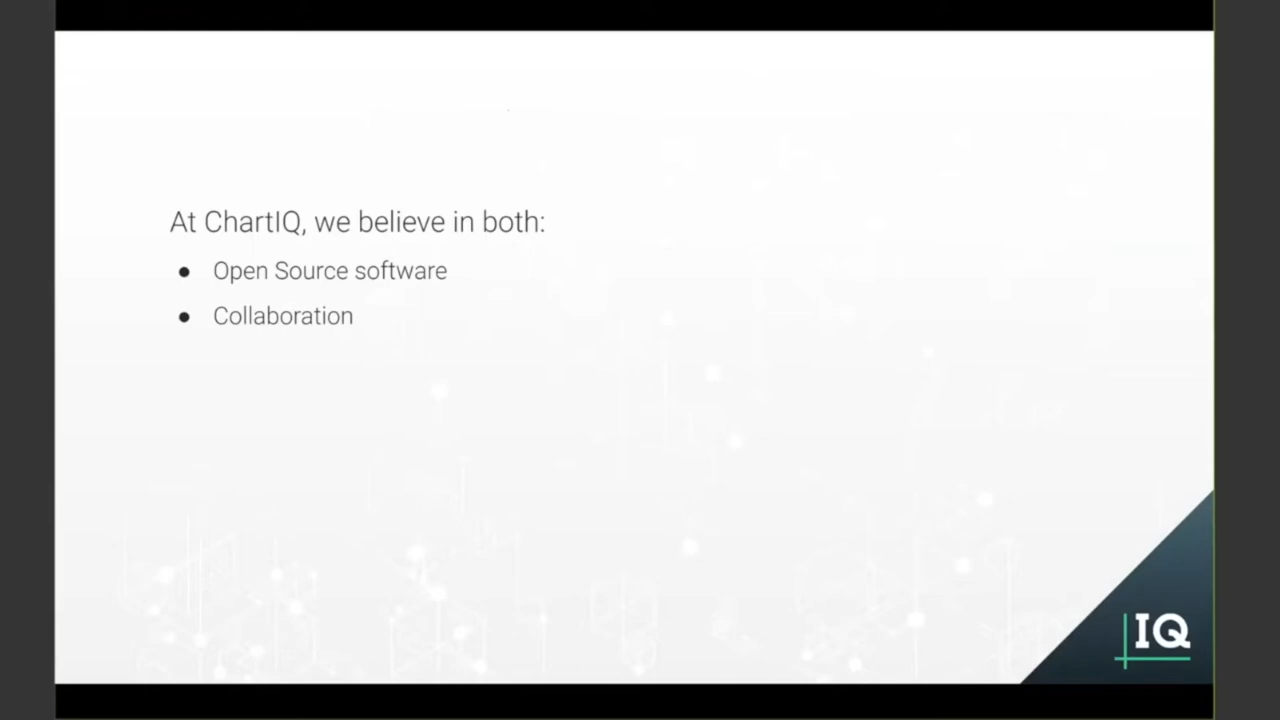 At ChartIQ, we believe in both:
● Open Source software
● Collaboration
IQ